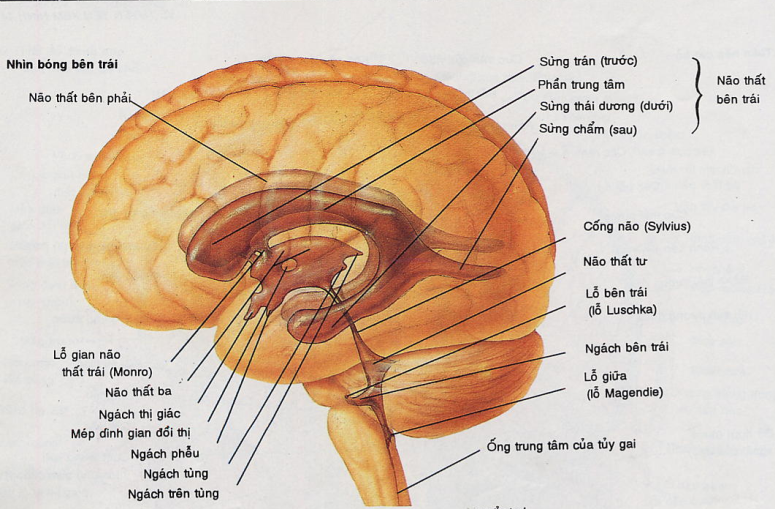 Nhìn bóng bên trái
Não thất bên phải
Sừng trán (trước)
Phần trung tâm
Sừng thái dương (dưới)
Sừng chẩm (sau)
Não thất
bên trái
Cống não (Sylvius)
Não thất tư
Lỗ bên trái
(lỗ Luschka)
Ngách bên trái
Lỗ giữa
(lỗ Magendie)
Ống trung tâm của tủy gai
Lỗ gian não
thất trái (Monro)
Não thất ba
Ngách thị giác
Mép dính gian đồi thị
Ngách phễu
Ngách tùng
Ngách trên tùng